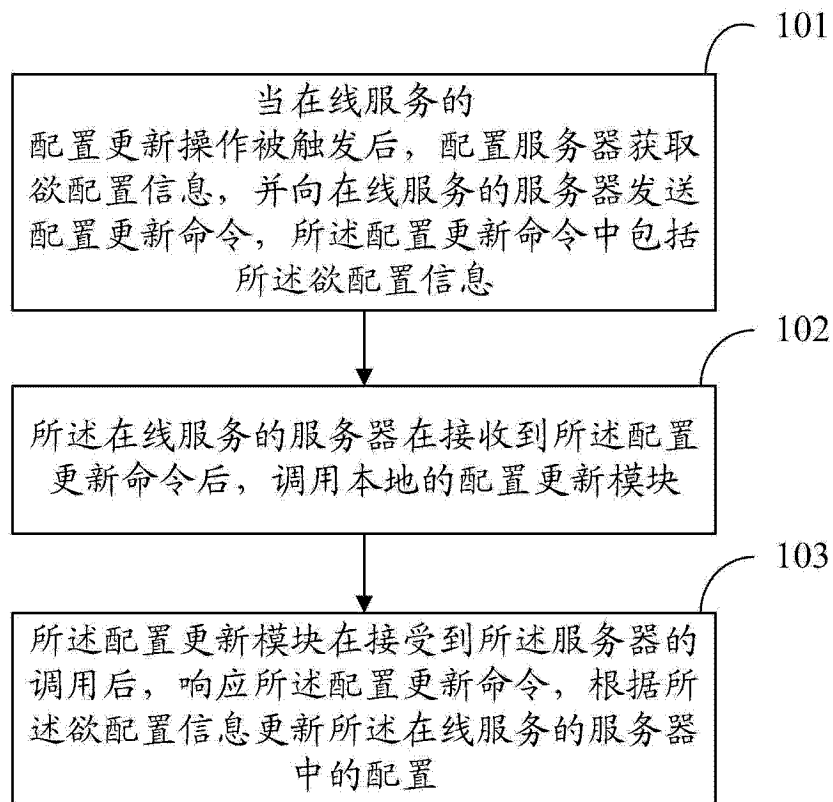 101
当在线服务的
配置更新操作被触发后，配置服务器获取
欲配置信息，并向在线服务的服务器发送
配置更新命令，所述配置更新命令中包括
所述欲配置信息
102
所述在线服务的服务器在接收到所述配置
更新命令后，调用本地的配置更新模块
103
所述配置更新模块在接受到所述服务器的
调用后，响应所述配置更新命令，根据所
述欲配置信息更新所述在线服务的服务器
中的配置